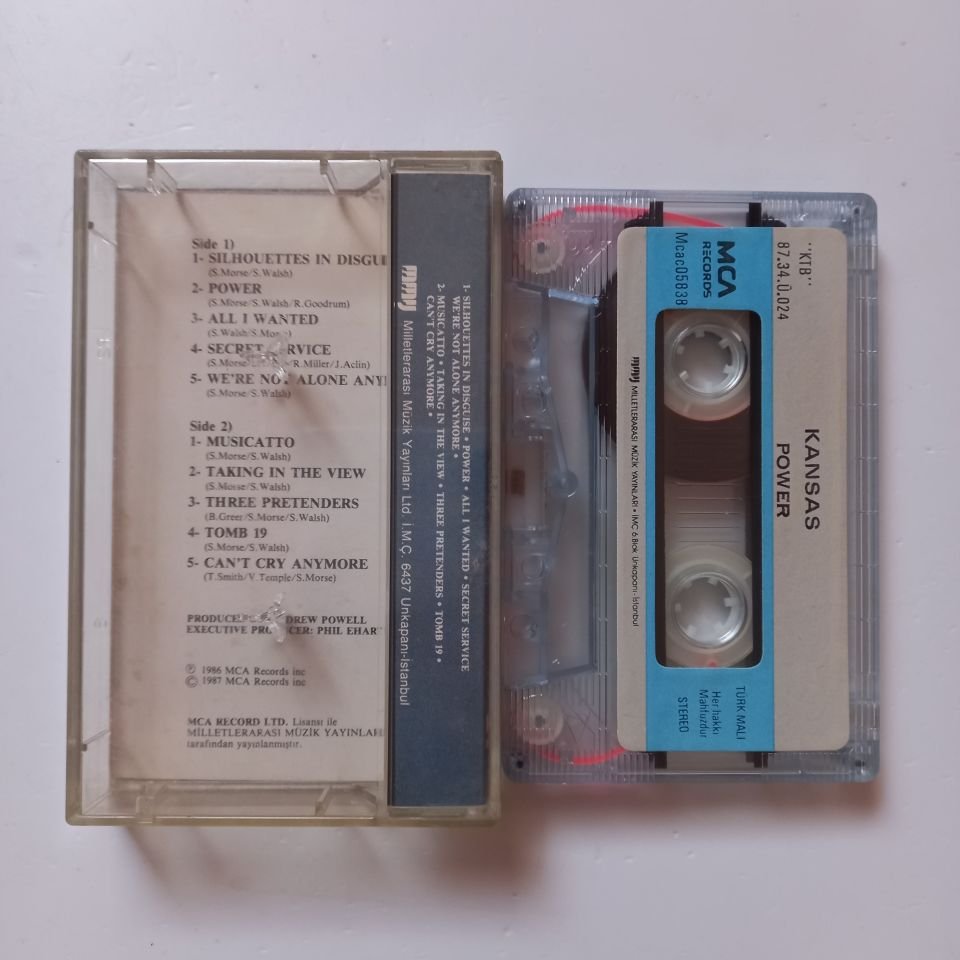 Side 1)
1- SILHOUETTES IN DISGUI
(S.Morse/S.Walsh)
2- POWER
(S.Morse/S.Walsh/R.Goodrum)
3- ALL I WANTED
(S.Walsh/S.Morse)
4- SECRET SERVICE
/R.Miller/J.Aclin)
5- WE'RE NOT ALONE ANY
(S.Morse/S.Walsh)
Side 2)
1- MUSICATTO
(S.Morse/S.Walsh)
2- TAKING IN THE VIEW
(S.Morse/S.Walsh)
3- THREE PRETENDERS
(B.Greer/S.Morse/S.Walsh)
4- TOMB 19
(S.Morse/S.Walsh)
5- CAN'T CRY ANYMORE
(T.Smith/V.Temple/S.Morse)
DREW POWELL
EXECUTIVE PRODUCER: PHIL EHAR
℗ 1986 MCA Records inc
© 1987 MCA Records inc
MCA RECORD LTD. Lisansı ile
MİLLETLERARASI MÜZİK YAYINLARI
tarafından yayınlanmıştır.
1- SILHOUETTES IN DISGUISE • POWER • ALL I WANTED • SECRET SERVICE
WE'RE NOT ALONE ANYMORE •
2- MUSICATTO • TAKING IN THE VIEW • THREE PRETENDERS • TOMB 19 •
CAN'T CRY ANYMORE •
mmy Milletlerarası Müzik Yayınları Ltd. İ.M.Ç. 6437 Unkapanı-İstanbul
"KTB"
87.34.Ü.024
MCA
RECORDS
Mcac05838
KANSAS
POWER
mmy MİLLETLERARASI MÜZİK YAYINLARI • İMC 6.Blok Unkapanı-İstanbul
TÜRK MALI
Her hakkı
Mahfuzdur
STEREO